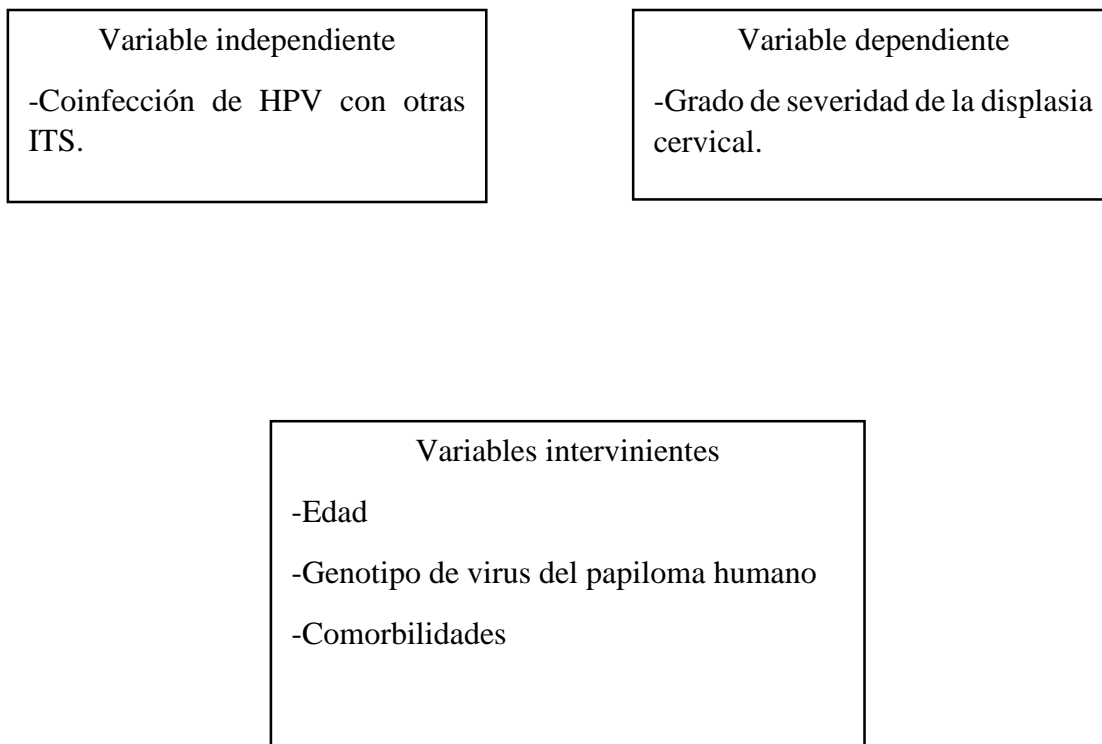 Variable independiente
-Coinfección de HPV con otras
ITS.
Variable dependiente
-Grado de severidad de la displasia
cervical.
Variables intervinientes
-Edad
-Genotipo de virus del papiloma humano
-Comorbilidades